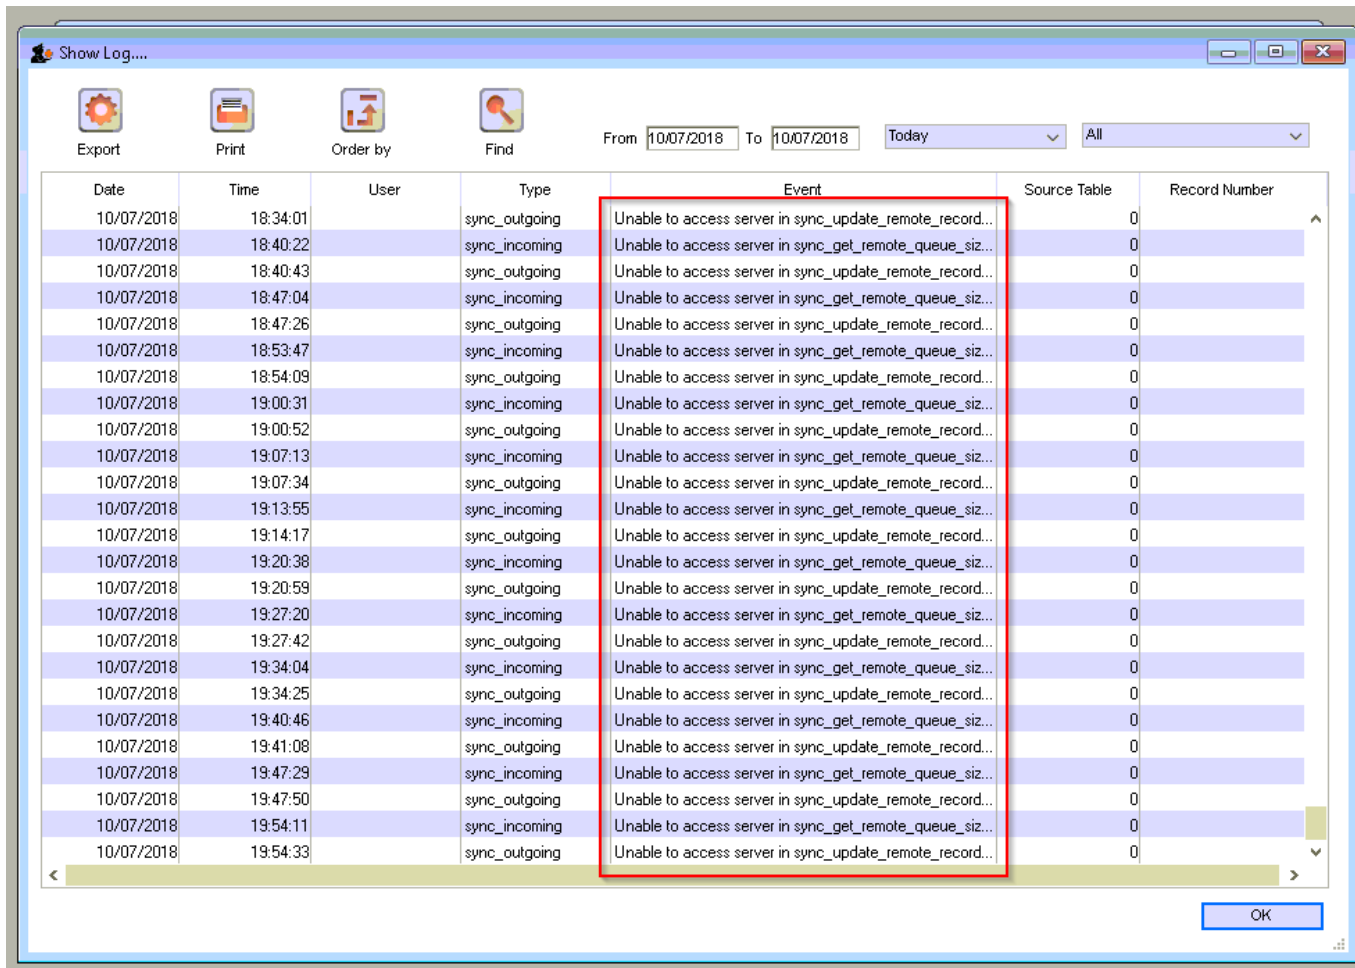 Show Log....
Export Print Order by Find From 10/07/2018 To 10/07/2018 Today All
Date Time User Type Event Source Table Record Number
10/07/2018 18:34:01 sync_outgoing Unable to access server in sync_update_remote_record... 0
10/07/2018 18:40:22 sync_incoming Unable to access server in sync_get_remote_queue_siz... 0
10/07/2018 18:40:43 sync_outgoing Unable to access server in sync_update_remote_record... 0
10/07/2018 18:47:04 sync_incoming Unable to access server in sync_get_remote_queue_siz... 0
10/07/2018 18:47:26 sync_outgoing Unable to access server in sync_update_remote_record... 0
10/07/2018 18:53:47 sync_incoming Unable to access server in sync_get_remote_queue_siz... 0
10/07/2018 18:54:09 sync_outgoing Unable to access server in sync_update_remote_record... 0
10/07/2018 19:00:31 sync_incoming Unable to access server in sync_get_remote_queue_siz... 0
10/07/2018 19:00:52 sync_outgoing Unable to access server in sync_update_remote_record... 0
10/07/2018 19:07:13 sync_incoming Unable to access server in sync_get_remote_queue_siz... 0
10/07/2018 19:07:34 sync_outgoing Unable to access server in sync_update_remote_record... 0
10/07/2018 19:13:55 sync_incoming Unable to access server in sync_get_remote_queue_siz... 0
10/07/2018 19:14:17 sync_outgoing Unable to access server in sync_update_remote_record... 0
10/07/2018 19:20:38 sync_incoming Unable to access server in sync_get_remote_queue_siz... 0
10/07/2018 19:20:59 sync_outgoing Unable to access server in sync_update_remote_record... 0
10/07/2018 19:27:20 sync_incoming Unable to access server in sync_get_remote_queue_siz... 0
10/07/2018 19:27:42 sync_outgoing Unable to access server in sync_update_remote_record... 0
10/07/2018 19:34:04 sync_incoming Unable to access server in sync_get_remote_queue_siz... 0
10/07/2018 19:34:25 sync_outgoing Unable to access server in sync_update_remote_record... 0
10/07/2018 19:40:46 sync_incoming Unable to access server in sync_get_remote_queue_siz... 0
10/07/2018 19:41:08 sync_outgoing Unable to access server in sync_update_remote_record... 0
10/07/2018 19:47:29 sync_incoming Unable to access server in sync_get_remote_queue_siz... 0
10/07/2018 19:47:50 sync_outgoing Unable to access server in sync_update_remote_record... 0
10/07/2018 19:54:11 sync_incoming Unable to access server in sync_get_remote_queue_siz... 0
10/07/2018 19:54:33 sync_outgoing Unable to access server in sync_update_remote_record... 0
OK